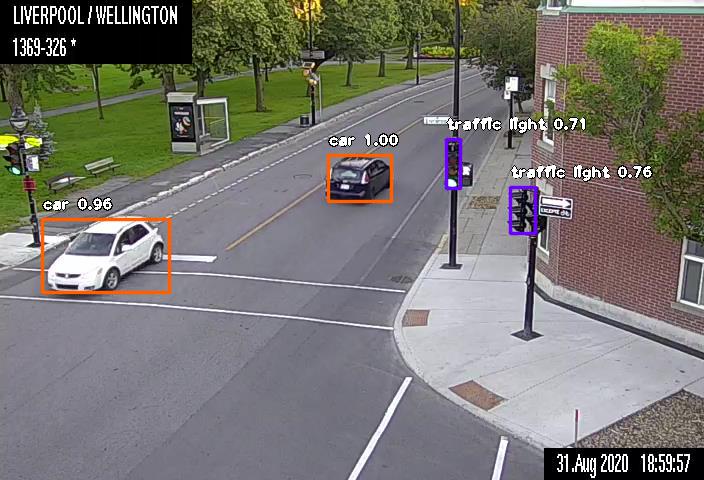 LIVERPOOL / WELLINGTON
1369-326 *
traffic light 0.71
car 1.00
traffic light 0.76
car 0.96
EXCEPTÉ
31.Aug 2020 18:59:57